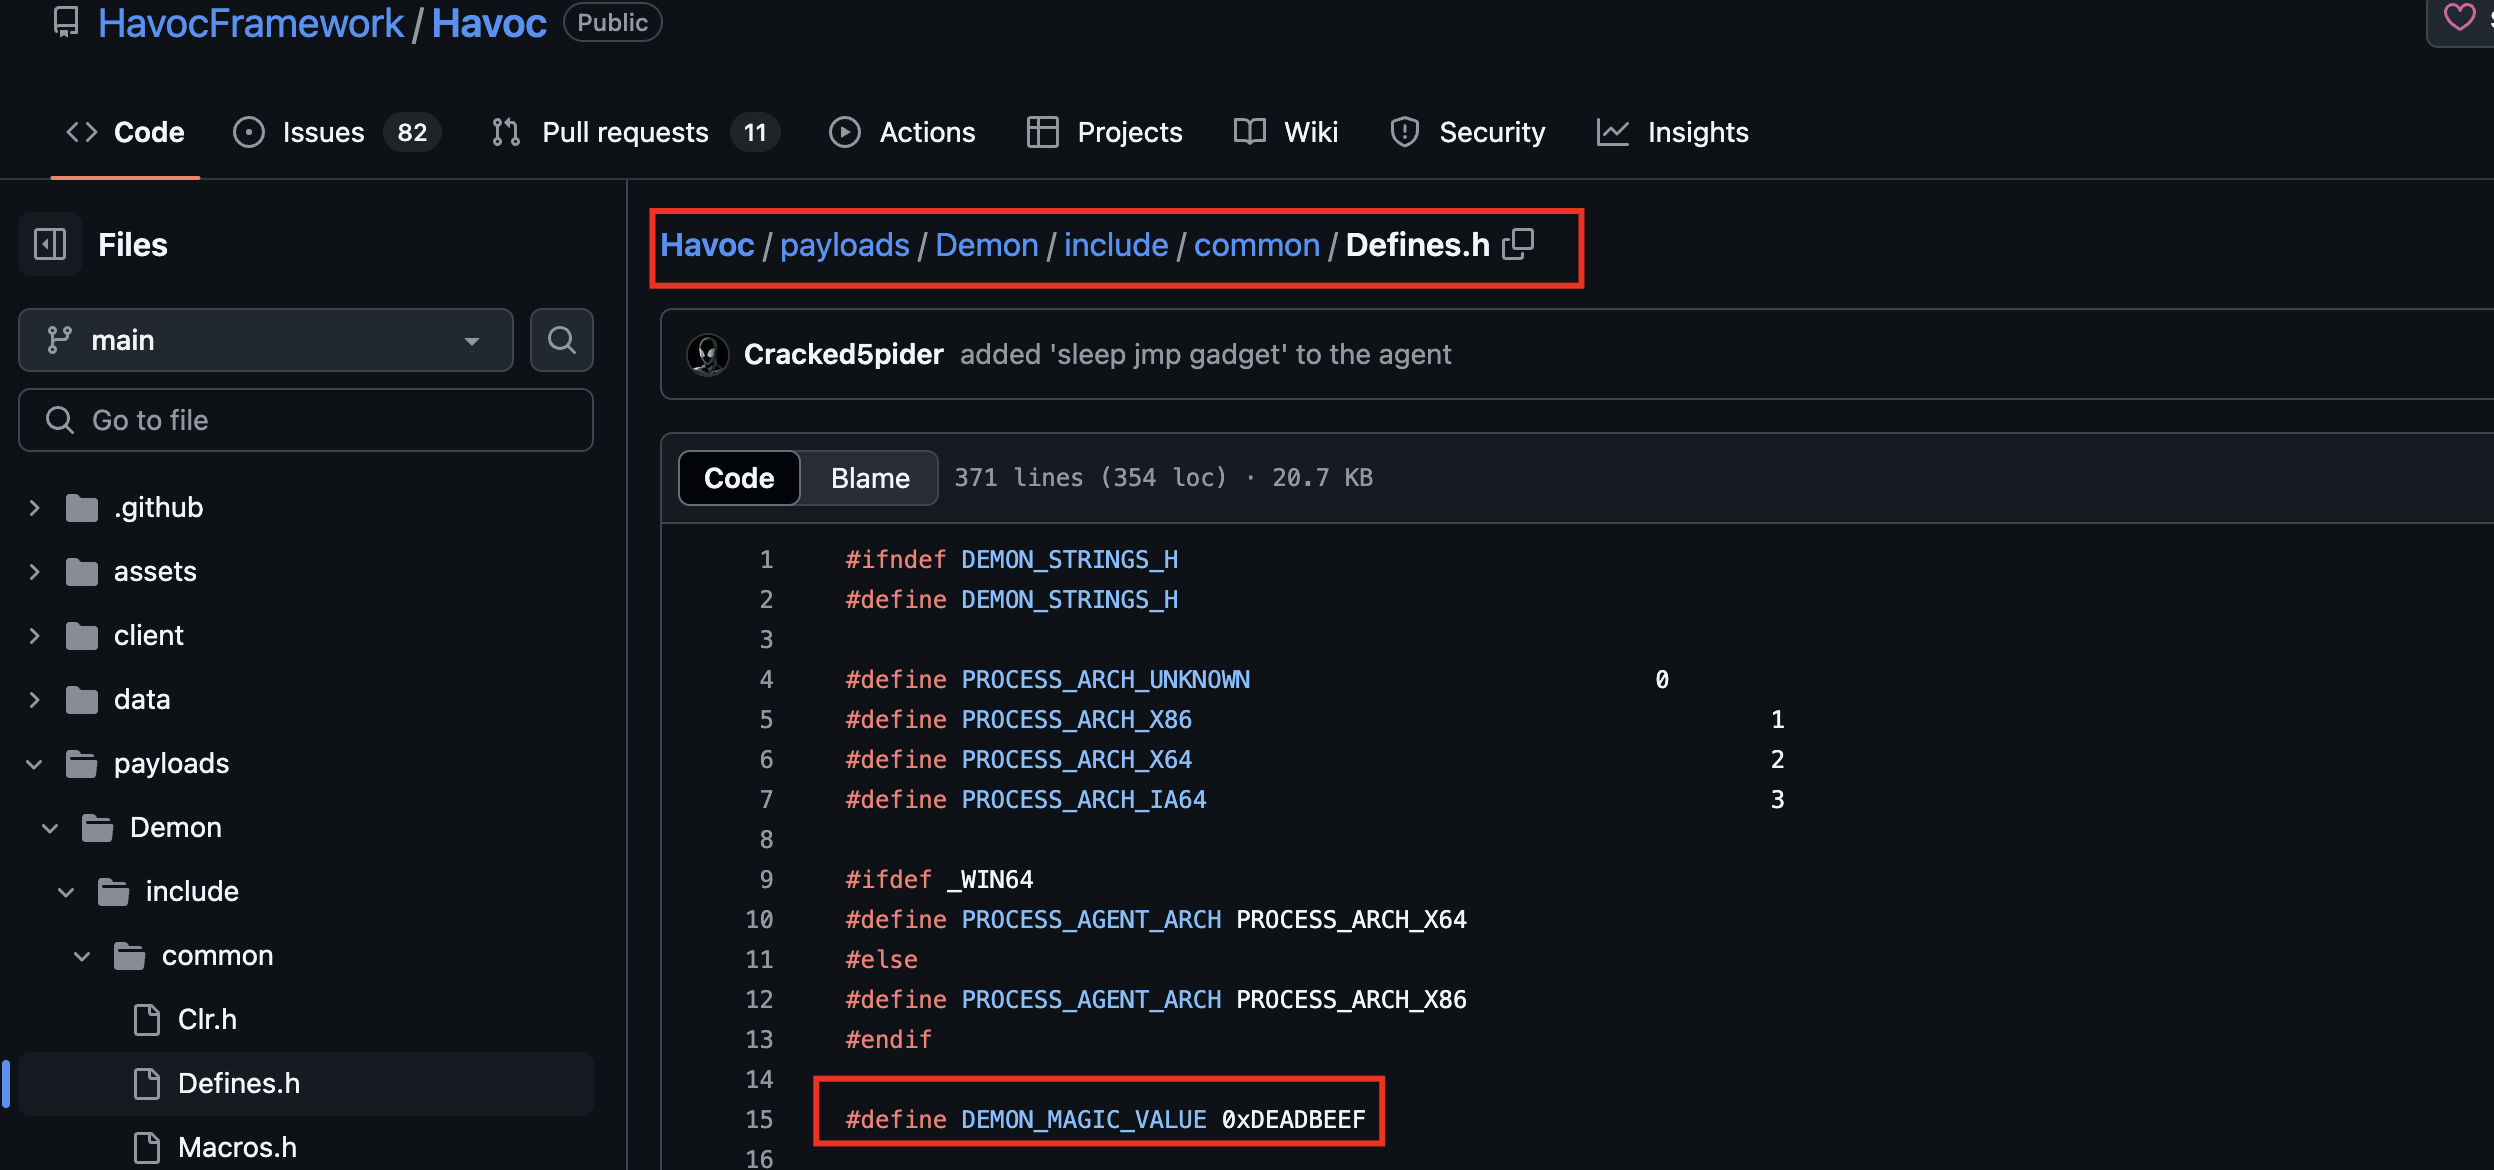 HavocFramework / Havoc Public
Code Issues 82 Pull requests 11 Actions Projects Wiki Security Insights
Files
main
Go to file
.github
assets
client
data
payloads
Demon
include
common
Clr.h
Defines.h
Macros.h
Havoc / payloads / Demon / include / common / Defines.h
Cracked5pider added 'sleep jmp gadget' to the agent
Code Blame 371 lines (354 loc) · 20.7 KB
1 #ifndef DEMON_STRINGS_H
2 #define DEMON_STRINGS_H
3
4 #define PROCESS_ARCH_UNKNOWN 0
5 #define PROCESS_ARCH_X86 1
6 #define PROCESS_ARCH_X64 2
7 #define PROCESS_ARCH_IA64 3
8
9 #ifdef _WIN64
10 #define PROCESS_AGENT_ARCH PROCESS_ARCH_X64
11 #else
12 #define PROCESS_AGENT_ARCH PROCESS_ARCH_X86
13 #endif
14
15 #define DEMON_MAGIC_VALUE 0xDEADBEEF
16